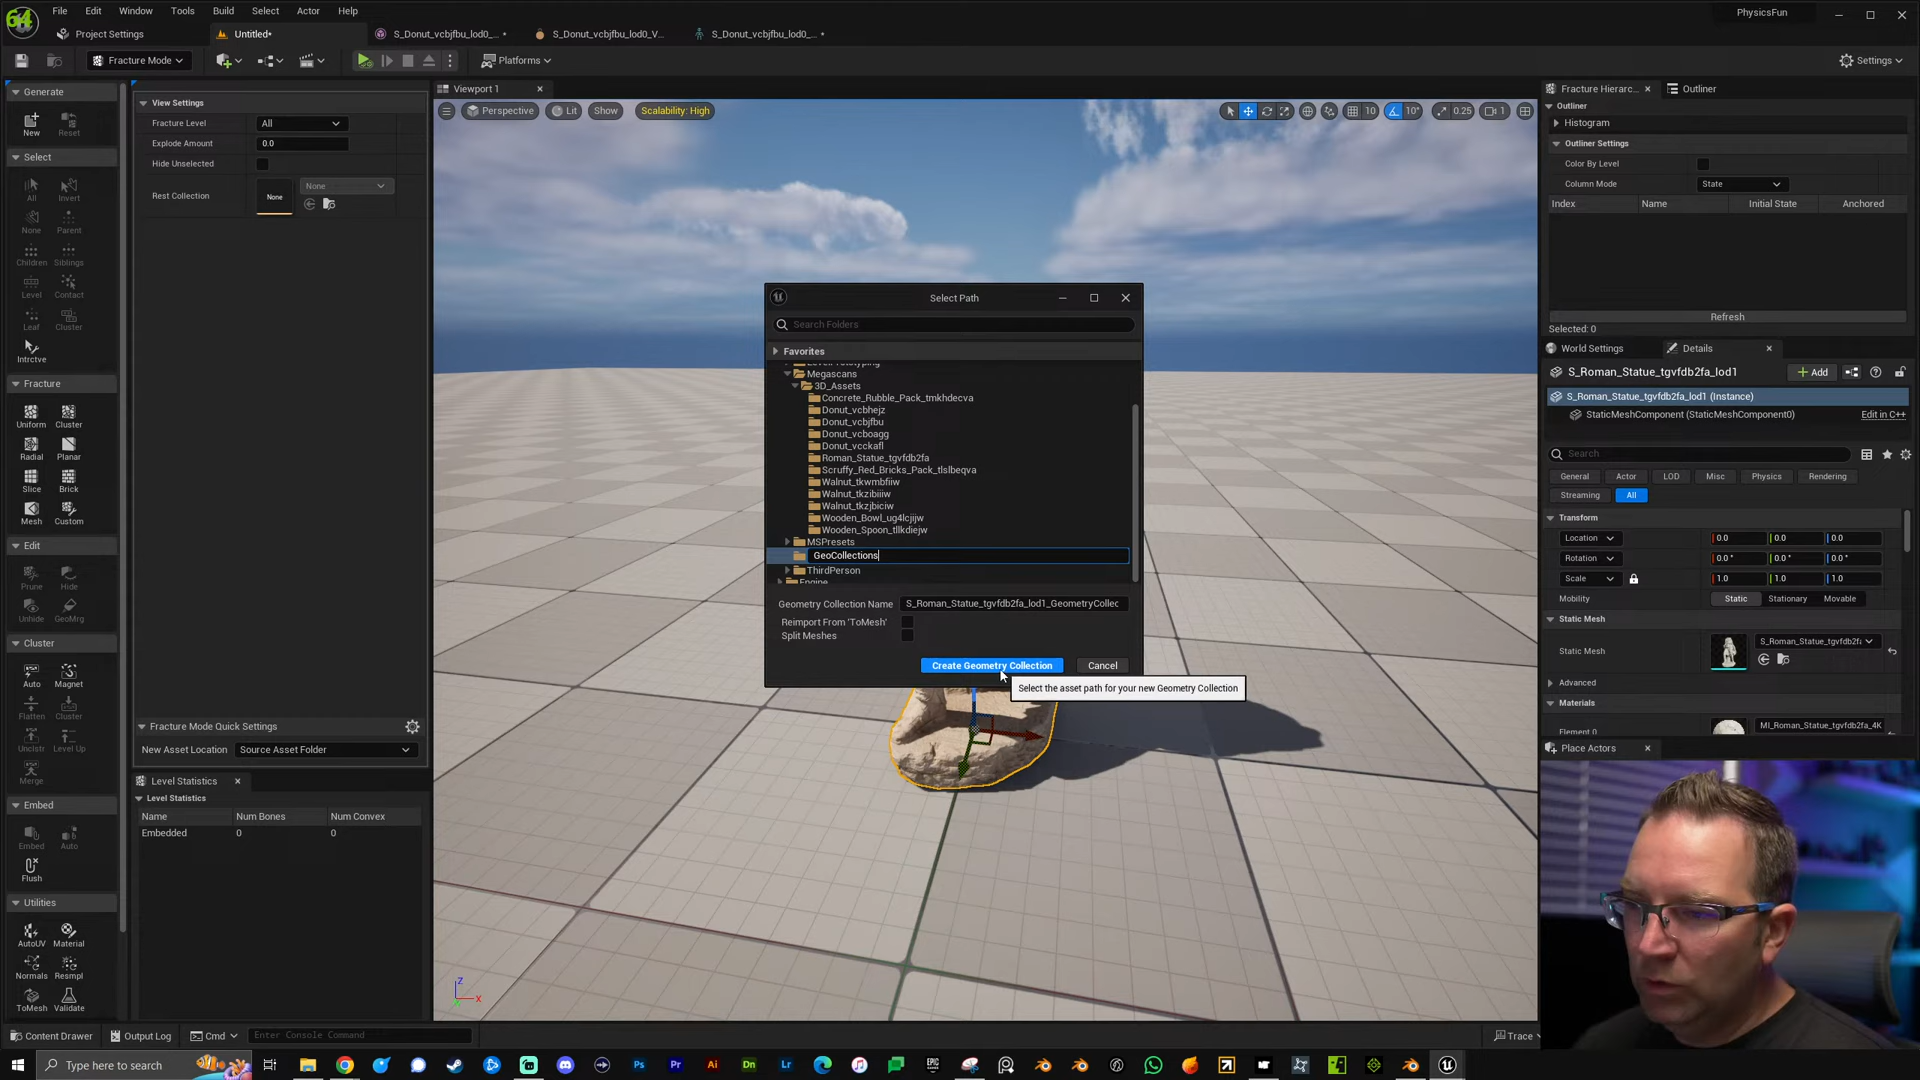 File Edit Window Tools Build Select Actor Help
PhysicsFun
Project Settings
Untitled*
S_Donut_vcbjfbu_lod0_... *
S_Donut_vcbjfbu_lod0_V...
S_Donut_vcbjfbu_lod0_... *
Fracture Mode
Platforms
Settings
Generate
New Reset
Select
All Invert
None Parent
Children Siblings
Level Contact
Leaf Cluster
Intrctve
Fracture
Uniform Cluster
Radial Planar
Slice Brick
Mesh Custom
Edit
Prune Hide
Unhide GeoMrg
Cluster
Auto Magnet
Flatten Cluster
Unclstr Level Up
Merge
Embed
Embed Auto
Flush
Utilities
AutoUV Material
Normals Resmpl
ToMesh Validate
View Settings
Fracture Level All
Explode Amount 0.0
Hide Unselected
Rest Collection None None
Fracture Mode Quick Settings
New Asset Location Source Asset Folder
Level Statistics
Level Statistics
Name Num Bones Num Convex
Embedded 0 0
Viewport 1
Perspective Lit Show Scalability: High
10 10° 0.25 1
Select Path
Search Folders
Favorites
Megascans
3D_Assets
Concrete_Rubble_Pack_tmkhdecva
Donut_vcbhejz
Donut_vcbjfbu
Donut_vcboagg
Donut_vcckafl
Roman_Statue_tgvfdb2fa
Scruffy_Red_Bricks_Pack_tlslbeqva
Walnut_tkwmbfiiw
Walnut_tkzibiiiw
Walnut_tkzjbiciw
Wooden_Bowl_ug4lcjijw
Wooden_Spoon_tllkdiejw
MSPresets
GeoCollections
ThirdPerson
Engine
Geometry Collection Name S_Roman_Statue_tgvfdb2fa_lod1_GeometryCollec
Reimport From 'ToMesh'
Split Meshes
Create Geometry Collection Cancel
Select the asset path for your new Geometry Collection
Z
X
Fracture Hierarc... Outliner
Outliner
Histogram
Outliner Settings
Color By Level
Column Mode State
Index Name Initial State Anchored
Refresh
Selected: 0
World Settings Details
S_Roman_Statue_tgvfdb2fa_lod1 Add
S_Roman_Statue_tgvfdb2fa_lod1 (Instance)
StaticMeshComponent (StaticMeshComponent0) Edit in C++
Search
General Actor LOD Misc Physics Rendering
Streaming All
Transform
Location 0.0 0.0 0.0
Rotation 0.0 ° 0.0 ° 0.0 °
Scale 1.0 1.0 1.0
Mobility Static Stationary Movable
Static Mesh
Static Mesh S_Roman_Statue_tgvfdb2fa
Advanced
Materials
Element 0 MI_Roman_Statue_tgvfdb2fa_4K
Place Actors
Content Drawer Output Log Cmd Enter Console Command
Trace
Type here to search
Ps Pr Ai Dn Lr
EPIC